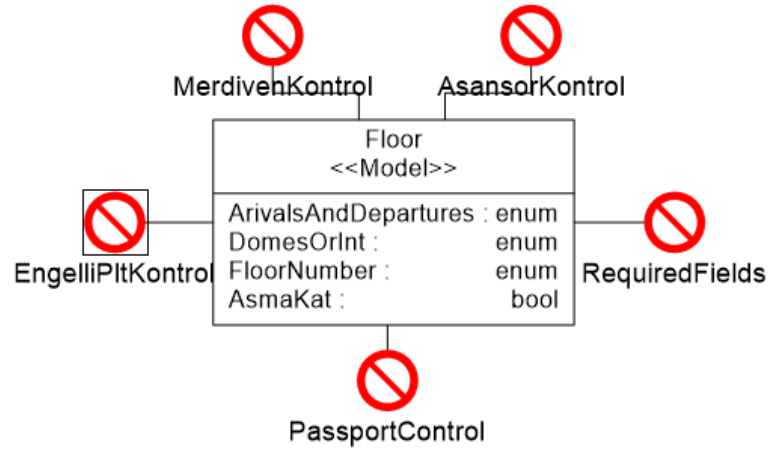 MerdivenKontrol
AsansorKontrol
Floor
<<Model>>
ArivalsAndDepartures : enum
DomesOrInt : enum
FloorNumber : enum
AsmaKat : bool
EngelliPltKontrol
RequiredFields
PassportControl